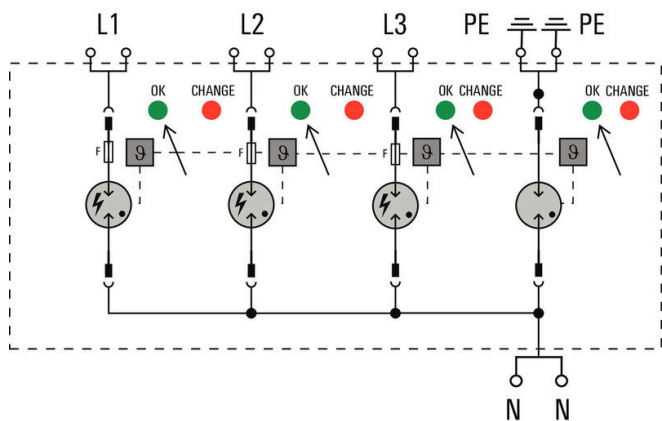 L1 L2 L3 PE PE
OK CHANGE OK CHANGE OK CHANGE OK CHANGE
F ϑ F ϑ F ϑ ϑ
N N